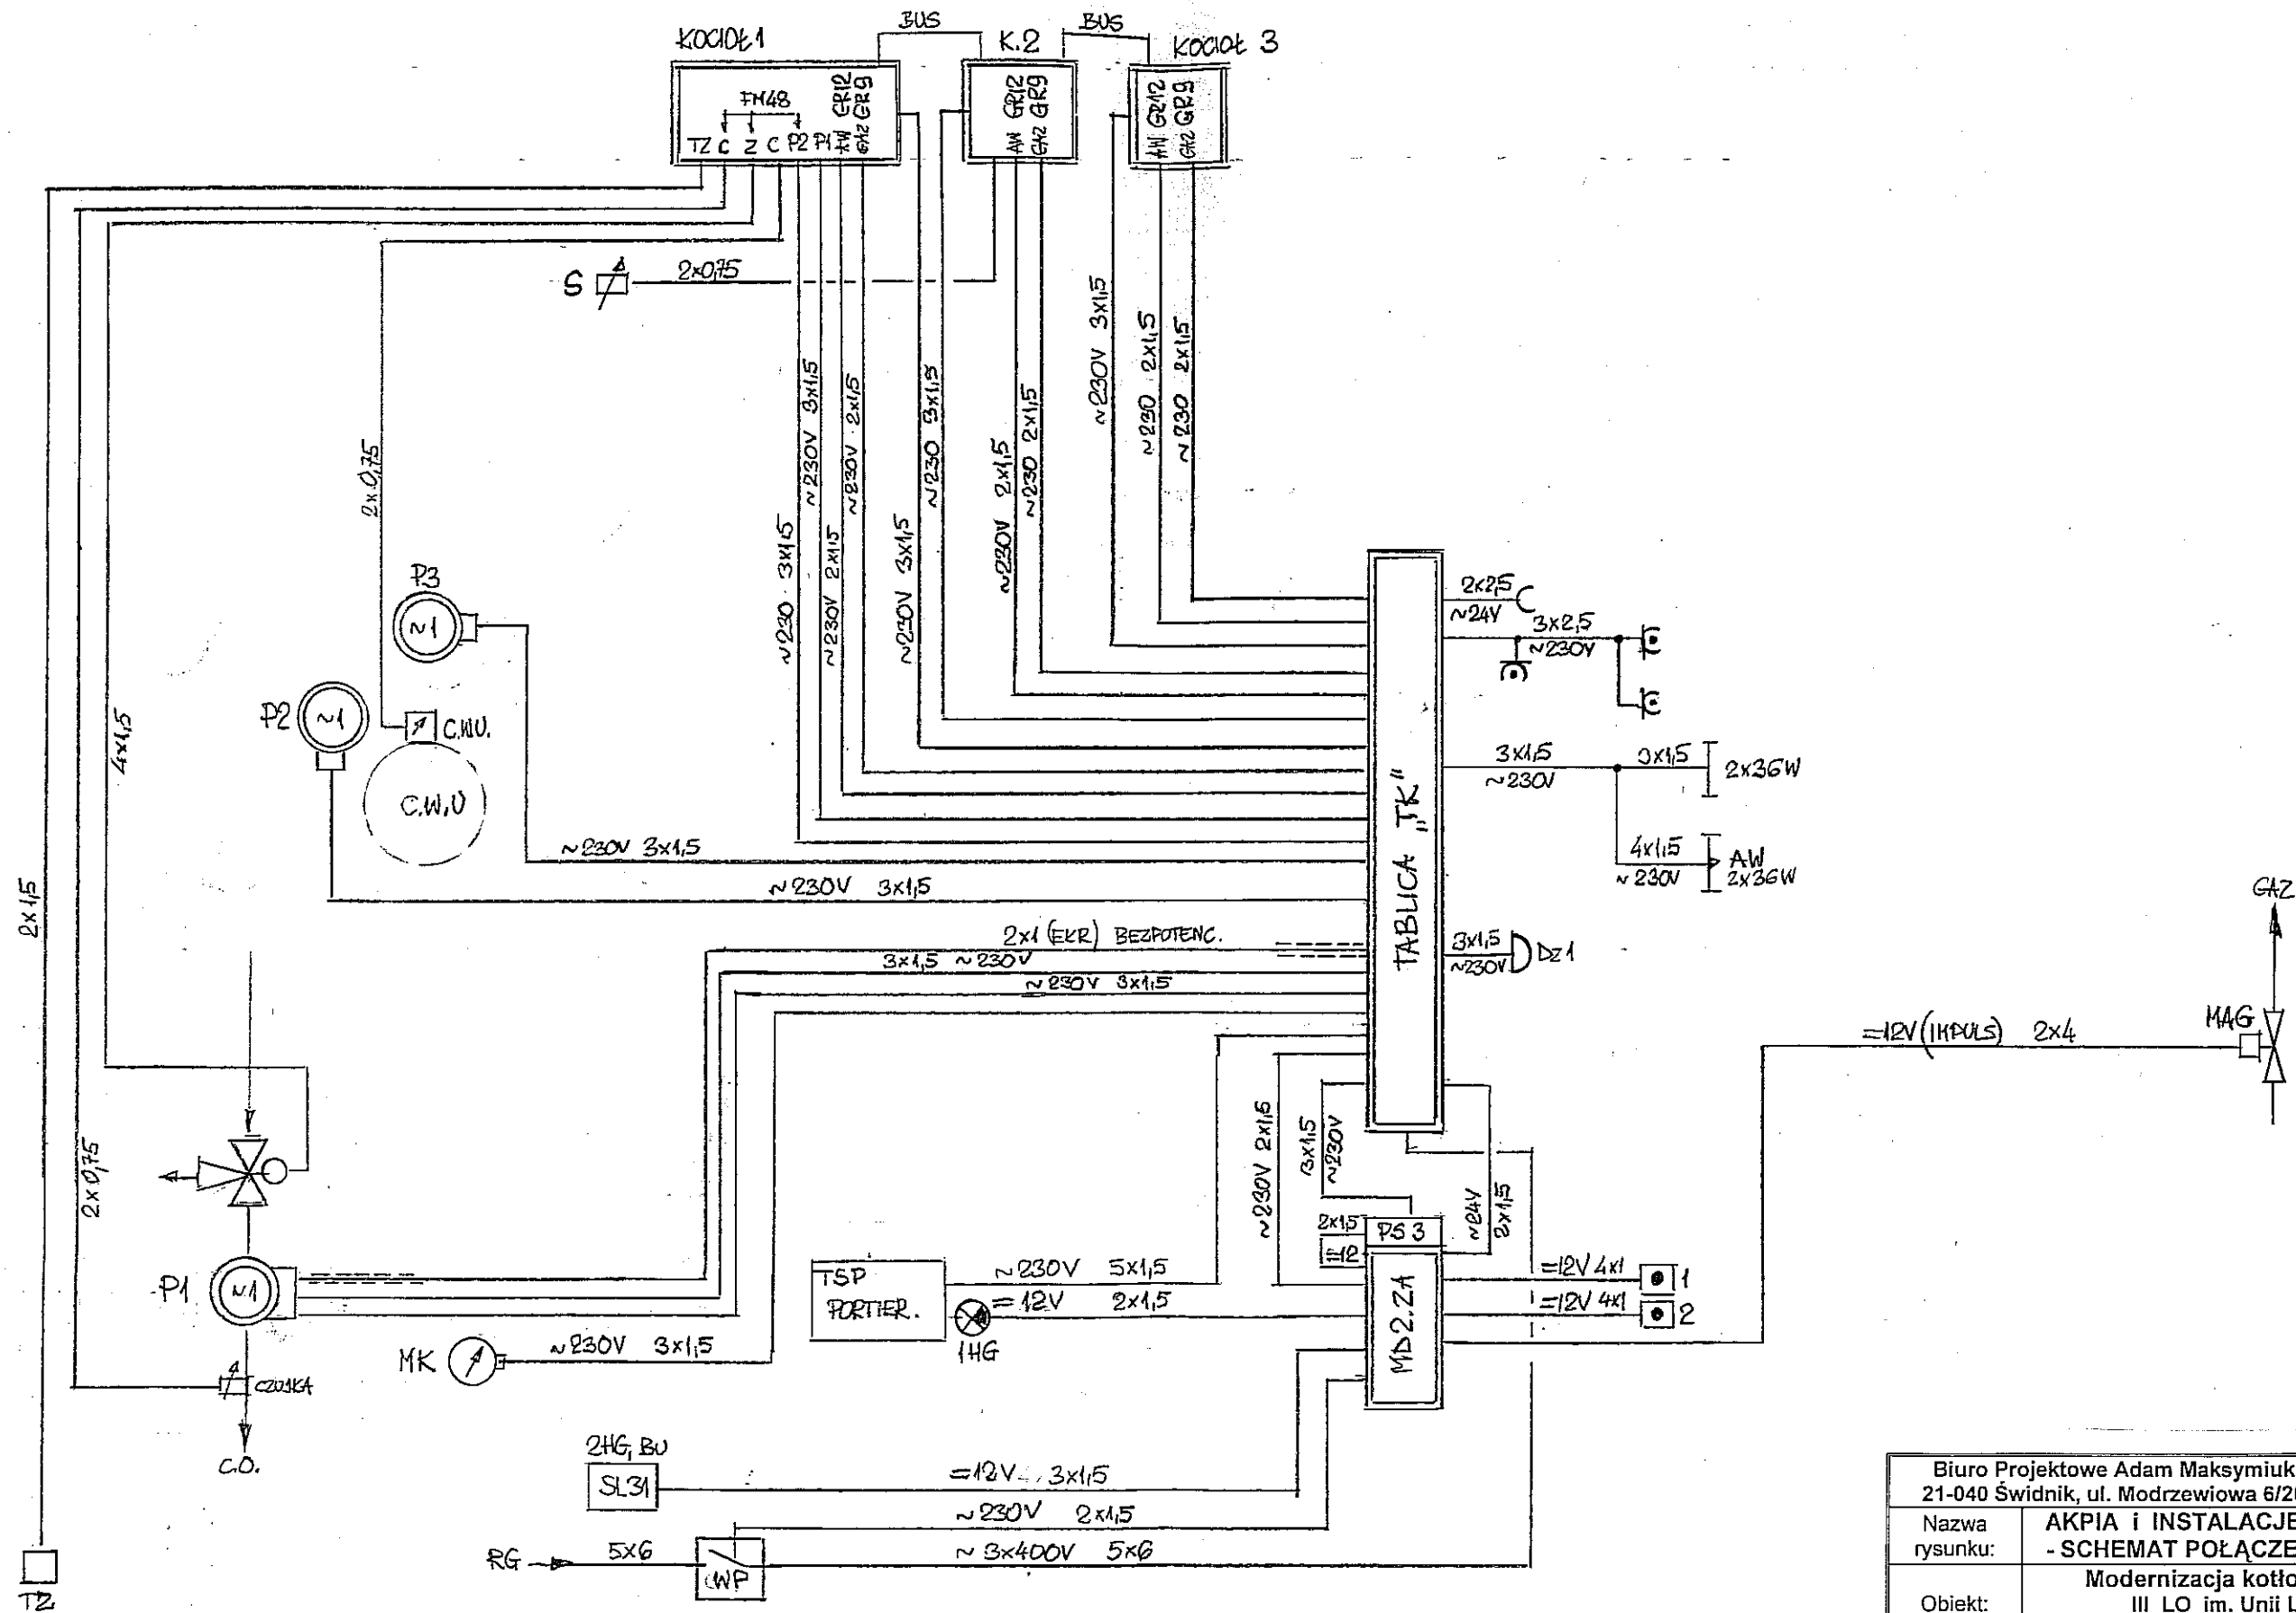 KOCIOŁ 1
BUS
K.2
BUS
KOCIOŁ 3
FM48
TZ C Z C P2 P1 AW GAZ
GR12
GR9
AW GR12
GAZ GR9
AW GR12
GAZ GR9
S
2x0,75
~230V 3x1,5
~230 2x1,5
~230 2x1,5
~230V 3x1,5
~230V 2x1,5
~230 3x1,5
~230 2x1,5
~230V 2x1,5
2x0,75
~230 3x1,5
~230V 2x1,5
~230V 3x1,5
P3
~1
P2
~1
C.W.U.
C.W.U
4x1,5
2x1,5
2x0,75
TABLICA „TK”
2x2,5
~24V
3x2,5
~230V
3x1,5
~230V
3x1,5
2x36W
4x1,5
~230V
AW
2x36W
~230V 3x1,5
~230V 3x1,5
2x1 (EKR) BEZPOTENC.
3x1,5 ~230V
~230V 3x1,5
3x1,5
~230V
DZ1
GAZ
MAG
=12V (IMPULS) 2x4
~230V 2x1,5
3x1,5
~230V
~24V
2x1,5
2x1,5
=12
PS3
MD2.ZA
=12V 4x1
1
=12V 4x1
2
TSP
PORTIER.
~230V 5x1,5
=12V 2x1,5
1HG
P1
~1
MK
~230V 3x1,5
CZUJKA
C.O.
2HG, BU
SL31
=12V 3x1,5
~230V 2x1,5
RG
5x6
WP
~3x400V 5x6
TZ
Biuro Projektowe Adam Maksymiuk
21-040 Świdnik, ul. Modrzewiowa 6/2
Nazwa rysunku:
AKPIA i INSTALACJE
- SCHEMAT POŁĄCZE
Obiekt:
Modernizacja kotło
III LO im. Unii L